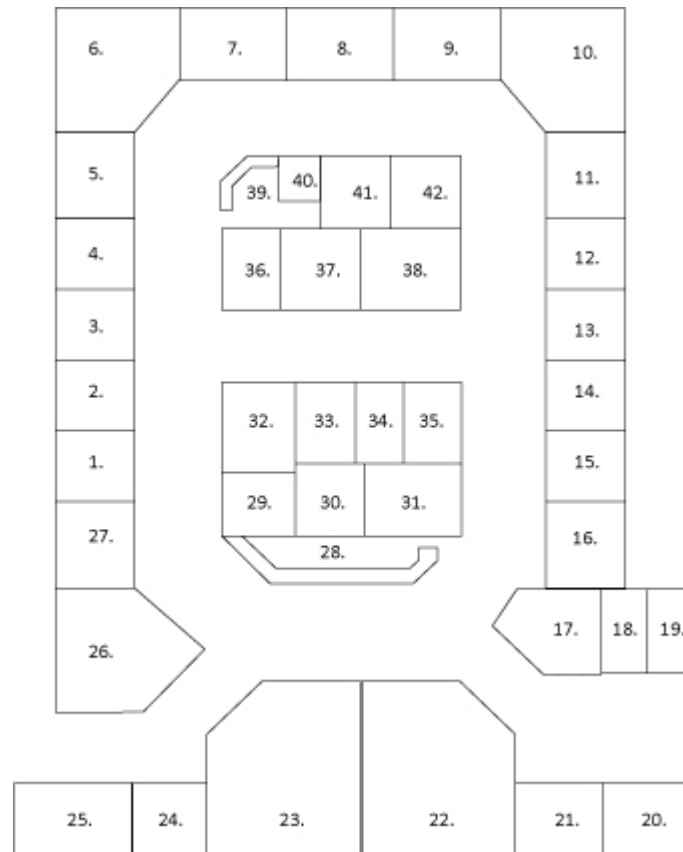 6. 7. 8. 9. 10.
5. 39. 40. 41. 42. 11.
4. 36. 37. 38. 12.
3. 13.
2. 32. 33. 34. 35. 14.
1. 15.
29. 30. 31.
27. 28. 16.
26. 17. 18. 19.
25. 24. 23. 22. 21. 20.